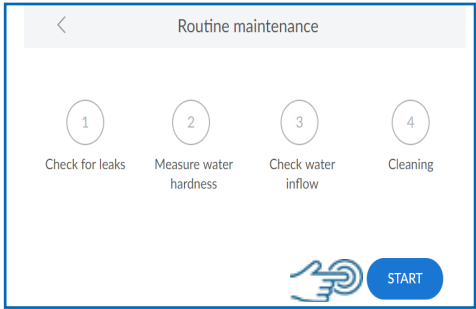 Routine maintenance
1
2
3
4
Check for leaks
Measure water
hardness
Check water
inflow
Cleaning
START